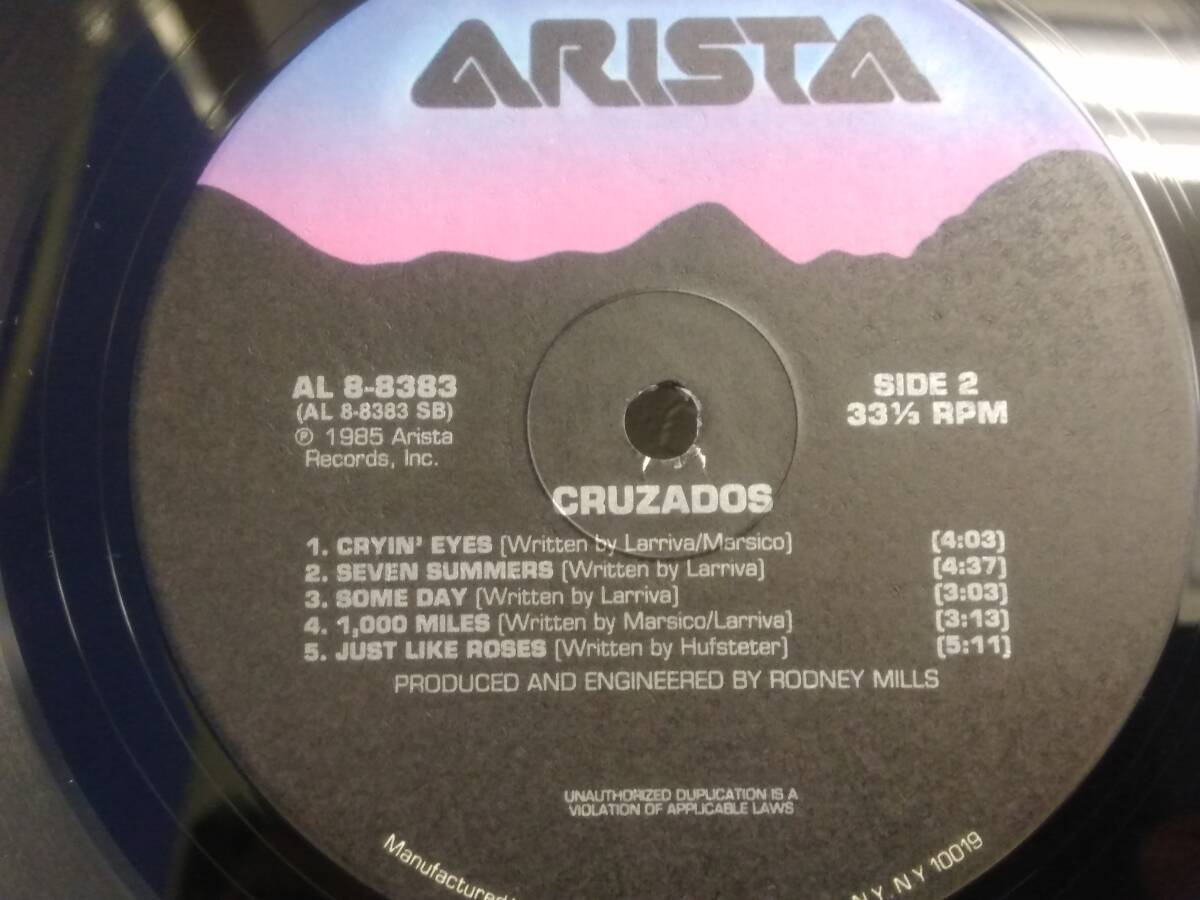 ARISTA
AL 8-8383
(AL 8-8383 SB)
℗ 1985 Arista
Records, Inc.
SIDE 2
33⅓ RPM
CRUZADOS
1. CRYIN' EYES [Written by Larriva/Marsico] [4:03]
2. SEVEN SUMMERS [Written by Larriva] [4:37]
3. SOME DAY [Written by Larriva] [3:03]
4. 1,000 MILES [Written by Marsico/Larriva] [3:13]
5. JUST LIKE ROSES [Written by Hufsteter] [5:11]
PRODUCED AND ENGINEERED BY RODNEY MILLS
UNAUTHORIZED DUPLICATION IS A
VIOLATION OF APPLICABLE LAWS
Manufactured N.Y. N Y 10019